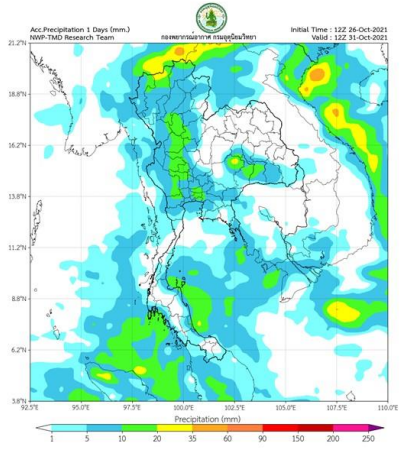 Acc.Precipitation 1 Days (mm.)
NWP-TMD Research Team
กองพยากรณ์อากาศ กรมอุตุนิยมวิทยา
Initial Time : 12Z 26-Oct-2021
Valid : 12Z 31-Oct-2021
21.2°N
18.8°N
16.2°N
13.8°N
11.2°N
8.8°N
6.2°N
3.8°N
92.5°E 95.0°E 97.5°E 100.0°E 102.5°E 105.0°E 107.5°E 110.0°E
Precipitation (mm)
1 5 10 20 35 60 90 150 200 250